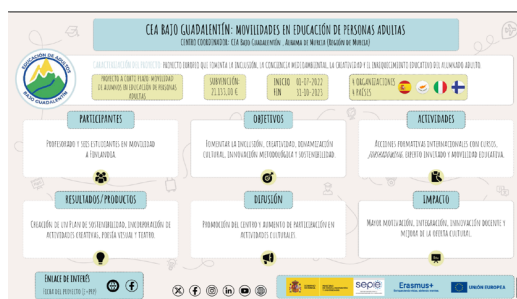 CEA BAJO GUADALENTÍN: MOVILIDADES EN EDUCACIÓN DE PERSONAS ADULTAS
CENTRO COORDINADOR: CEA BAJO GUADALENTÍN. ALHAMA DE MURCIA (REGIÓN DE MURCIA)
EDUCACIÓN DE ADULTOS
BAJO GUADALENTÍN
CARACTERIZACIÓN DEL PROYECTO: PROYECTO EUROPEO QUE FOMENTA LA INCLUSIÓN, LA CONCIENCIA MEDIOAMBIENTAL, LA CREATIVIDAD Y EL ENRIQUECIMIENTO EDUCATIVO DEL ALUMNADO ADULTO.
PROYECTO A CORTO PLAZO: MOVILIDAD
DE ALUMNOS EN EDUCACIÓN DE PERSONAS
ADULTAS
SUBVENCIÓN:
INICIO 01-07-2022
FIN
4 ORGANIZACIONES
4 PAÍSES
PARTICIPANTES
PROFESORADO Y SEIS ESTUDIANTES EN MOVILIDAD
A FINLANDIA.
OBJETIVOS
FOMENTAR LA INCLUSIÓN, CREATIVIDAD, DINAMIZACIÓN
CULTURAL, INNOVACIÓN METODOLÓGICA Y SOSTENIBILIDAD.
ACTIVIDADES
ACCIONES FORMATIVAS INTERNACIONALES CON CURSOS,
JOBSHADOWING, EXPERTO INVITADO Y MOVILIDAD EDUCATIVA.
RESULTADOS/PRODUCTOS
CREACIÓN DE UN PLAN DE SOSTENIBILIDAD, INCORPORACIÓN DE
ACTIVIDADES CREATIVAS, POESÍA VISUAL Y TEATRO.
DIFUSIÓN
PROMOCIÓN DEL CENTRO Y AUMENTO DE PARTICIPACIÓN EN
ACTIVIDADES CULTURALES.
IMPACTO
MAYOR MOTIVACIÓN, INTEGRACIÓN, INNOVACIÓN DOCENTE Y
MEJORA DE LA OFERTA CULTURAL.
ENLACE DE INTERÉS
sepie
Erasmus+
UNIÓN EUROPEA